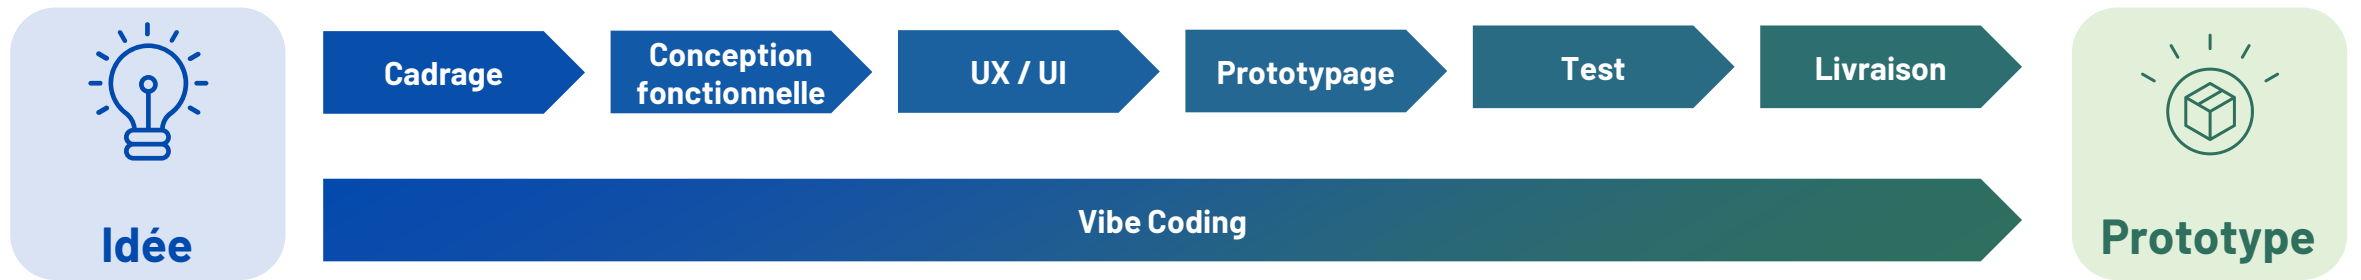 Idée
Cadrage
Conception
fonctionnelle
UX / UI
Prototypage
Test
Livraison
Vibe Coding
Prototype